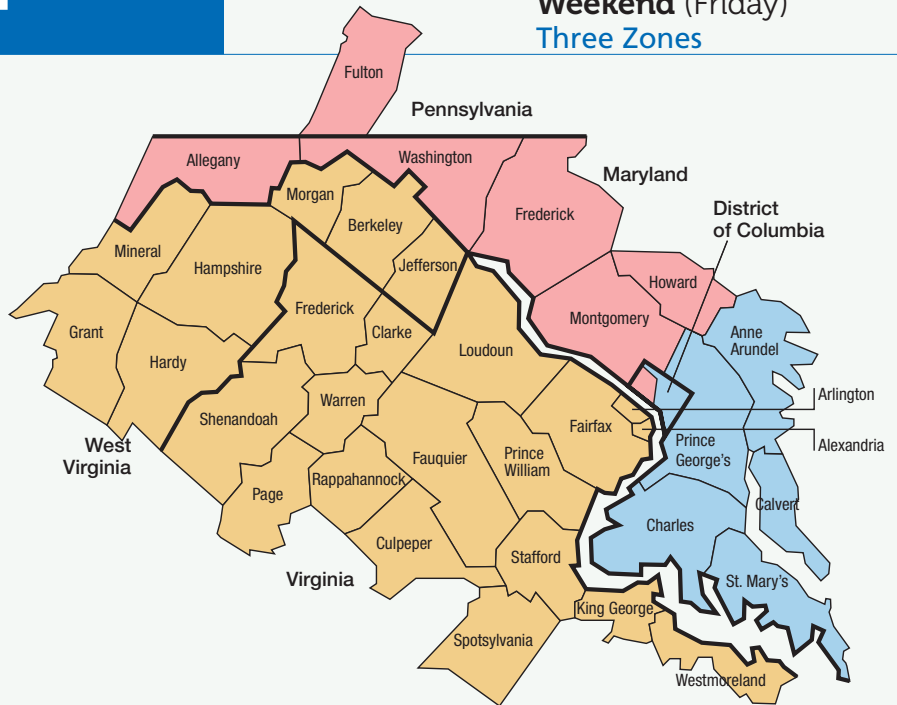 Weekend (Friday)
Three Zones
Fulton
Pennsylvania
Allegany
Washington
Maryland
Morgan
Frederick
District
of Columbia
Berkeley
Mineral
Hampshire
Jefferson
Howard
Frederick
Montgomery
Grant
Clarke
Anne
Arundel
Hardy
Loudoun
Arlington
Warren
Shenandoah
Fairfax
West
Virginia
Prince
George's
Alexandria
Fauquier
Prince
William
Rappahannock
Page
Calvert
Charles
Culpeper
Stafford
Virginia
St. Mary's
King George
Spotsylvania
Westmoreland